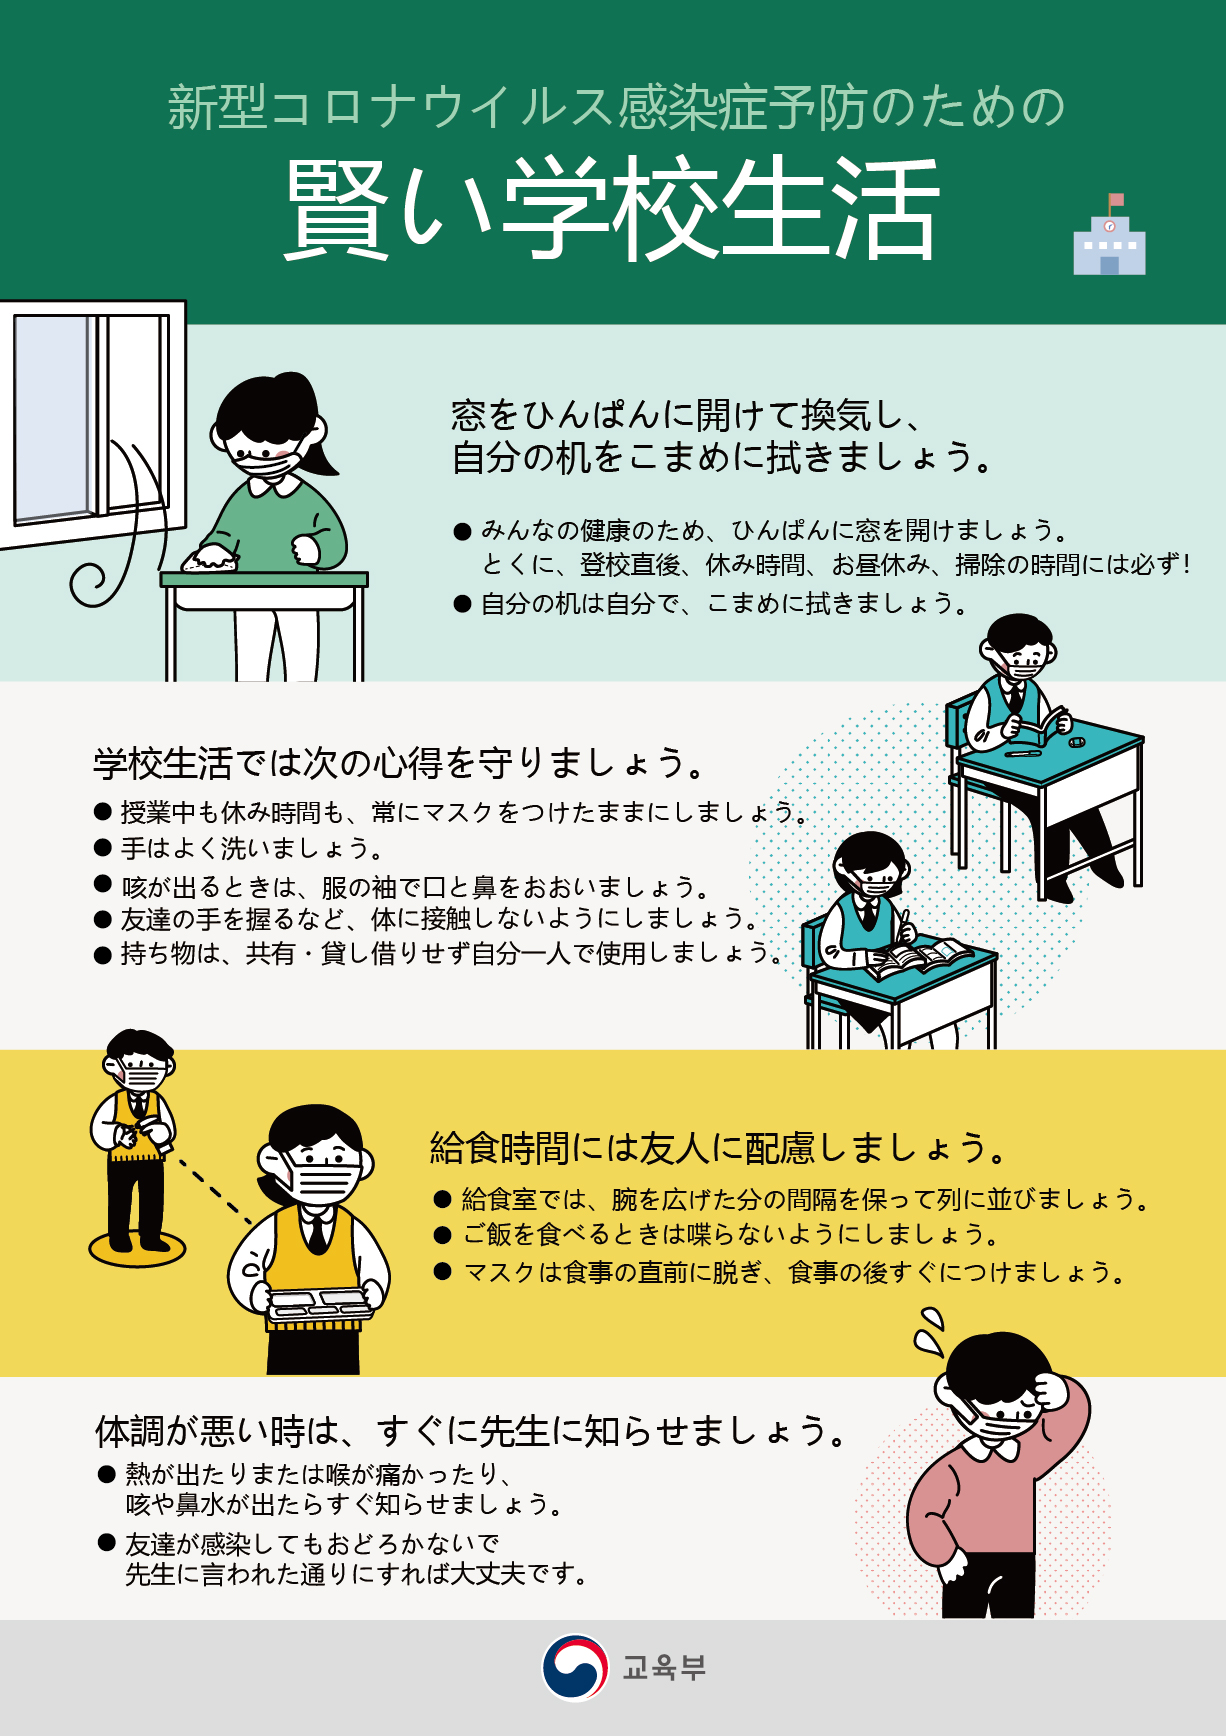 新型コロナウイルス感染症予防のための
賢い学校生活
窓をひんぱんに開けて換気し、
自分の机をこまめに拭きましょう。
● みんなの健康のため、ひんぱんに窓を開けましょう。
とくに、登校直後、休み時間、お昼休み、掃除の時間には必ず!
● 自分の机は自分で、こまめに拭きましょう。
学校生活では次の心得を守りましょう。
● 授業中も休み時間も、常にマスクをつけたままにしましょう。
● 手はよく洗いましょう。
● 咳が出るときは、服の袖で口と鼻をおおいましょう。
● 友達の手を握るなど、体に接触しないようにしましょう。
● 持ち物は、共有・貸し借りせず自分一人で使用しましょう。
給食時間には友人に配慮しましょう。
● 給食室では、腕を広げた分の間隔を保って列に並びましょう。
● ご飯を食べるときは喋らないようにしましょう。
● マスクは食事の直前に脱ぎ、食事の後すぐにつけましょう。
体調が悪い時は、すぐに先生に知らせましょう。
● 熱が出たりまたは喉が痛かったり、
咳や鼻水が出たらすぐ知らせましょう。
● 友達が感染してもおどろかないで
先生に言われた通りにすれば大丈夫です。
교육부